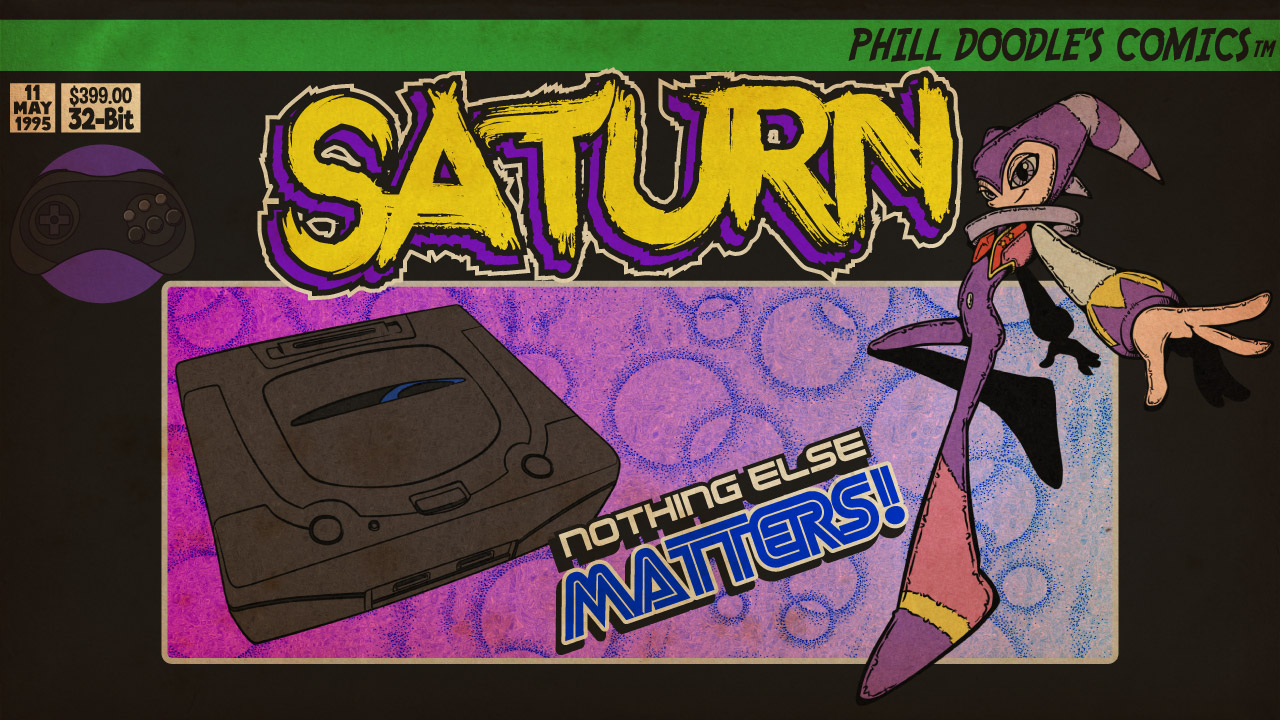 PHILL DOODLE'S COMICS™
11
MAY
1995
$399.00
32-Bit
SATURN
NOTHING ELSE
MATTERS!